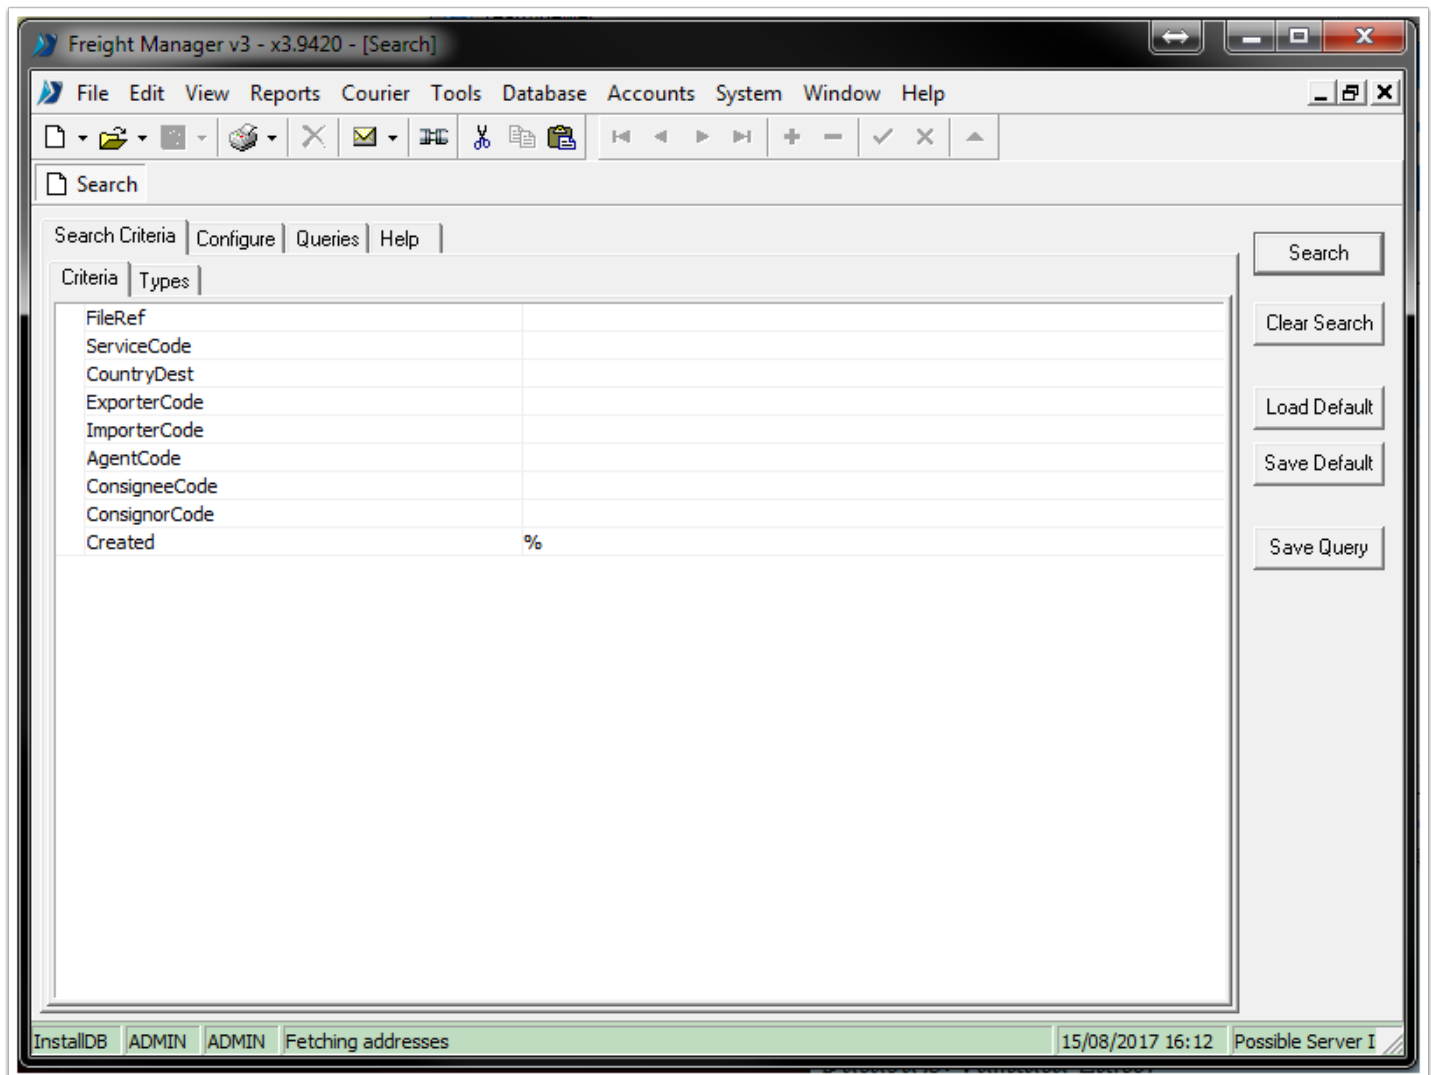 Freight Manager v3 - x3.9420 - [Search]
File Edit View Reports Courier Tools Database Accounts System Window Help
Search
Search Criteria Configure Queries Help
Search
Criteria Types
FileRef
Clear Search
ServiceCode
CountryDest
ExporterCode
Load Default
ImporterCode
AgentCode
Save Default
ConsigneeCode
ConsignorCode
Created %
Save Query
InstallDB ADMIN ADMIN Fetching addresses 15/08/2017 16:12 Possible Server I